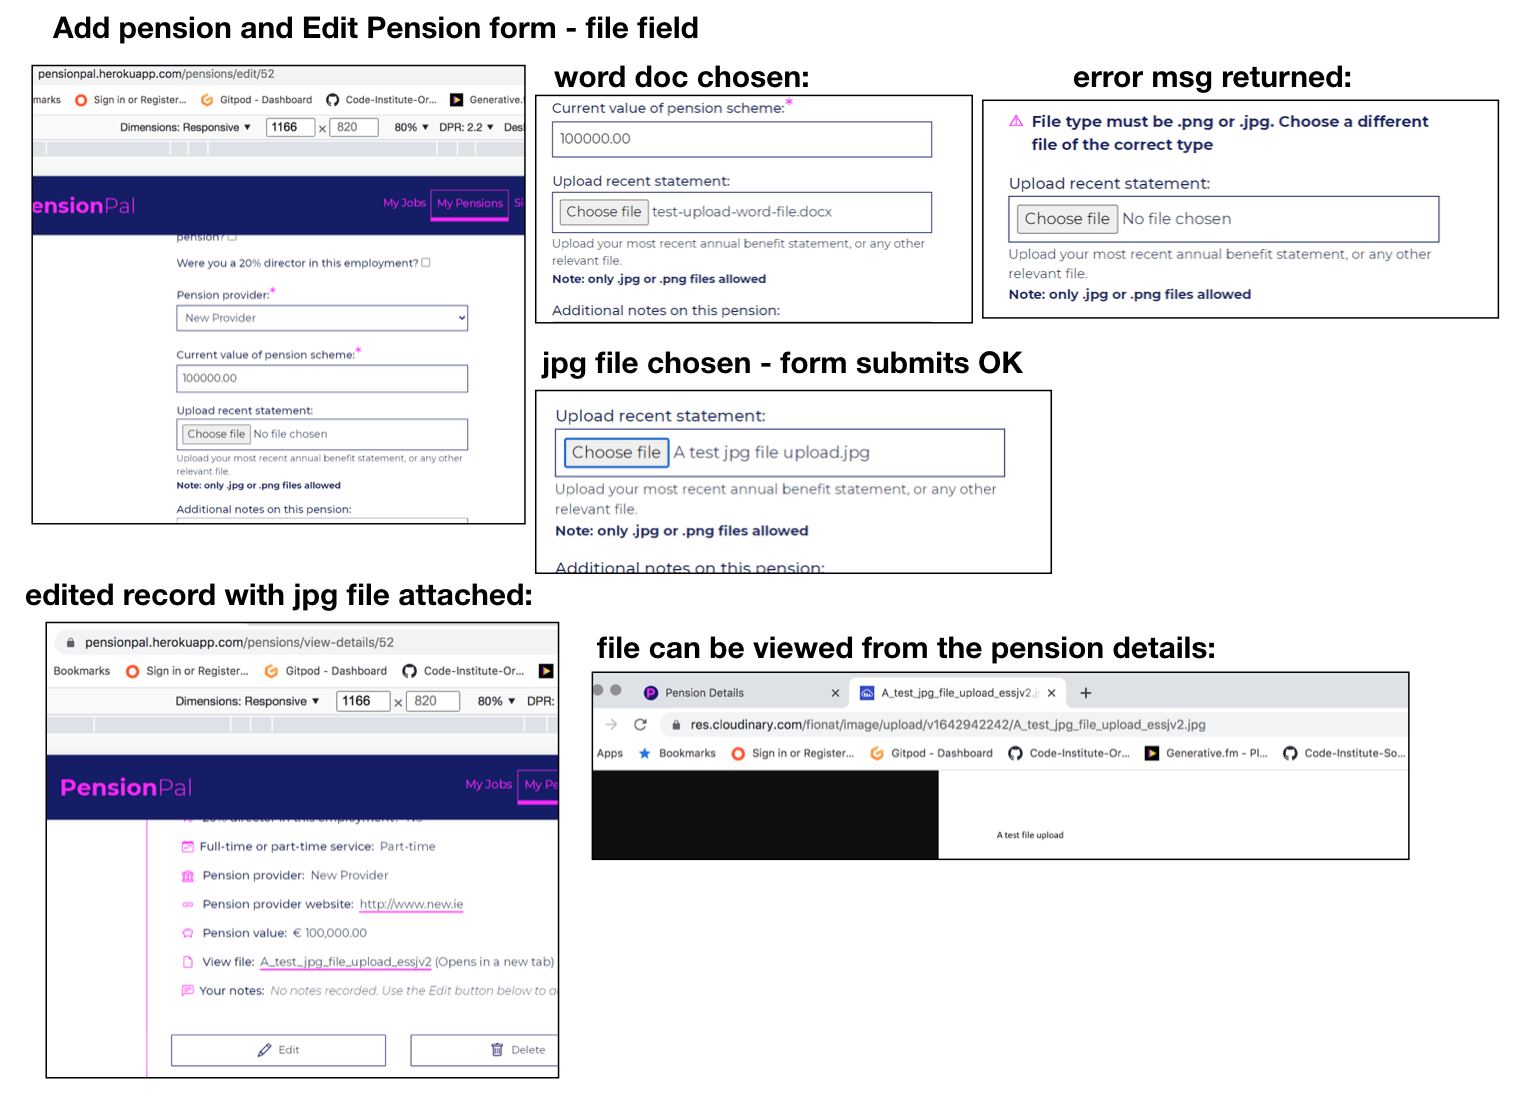 Add pension and Edit Pension form - file field
pensionpal.herokuapp.com/pensions/edit/52
marks Sign in or Register... Gitpod - Dashboard Code-Institute-Or... Generative.
Dimensions: Responsive ▼ 1166 × 820 80% ▼ DPR: 2.2 ▼ Des
ensionPal My Jobs My Pensions Si
pension?
Were you a 20% director in this employment?
Pension provider:*
New Provider
Current value of pension scheme:*
100000.00
Upload recent statement:
Choose file No file chosen
Upload your most recent annual benefit statement, or any other
relevant file.
Note: only .jpg or .png files allowed
Additional notes on this pension:
word doc chosen:
Current value of pension scheme:*
100000.00
Upload recent statement:
Choose file test-upload-word-file.docx
Upload your most recent annual benefit statement, or any other
relevant file.
Note: only .jpg or .png files allowed
Additional notes on this pension:
error msg returned:
File type must be .png or .jpg. Choose a different
file of the correct type
Upload recent statement:
Choose file No file chosen
Upload your most recent annual benefit statement, or any other
relevant file.
Note: only .jpg or .png files allowed
jpg file chosen - form submits OK
Upload recent statement:
Choose file A test jpg file upload.jpg
Upload your most recent annual benefit statement, or any other
relevant file.
Note: only .jpg or .png files allowed
Additional notes on this pension:
edited record with jpg file attached:
pensionpal.herokuapp.com/pensions/view-details/52
Bookmarks Sign in or Register... Gitpod - Dashboard Code-Institute-Or...
Dimensions: Responsive ▼ 1166 × 820 80% ▼ DPR:
PensionPal My Jobs My Pe
20% director in this employment? No
Full-time or part-time service: Part-time
Pension provider: New Provider
Pension provider website: http://www.new.ie
Pension value: € 100,000.00
View file: A_test_jpg_file_upload_essjv2 (Opens in a new tab)
Your notes: No notes recorded. Use the Edit button below to a
Edit Delete
file can be viewed from the pension details:
Pension Details × A_test_jpg_file_upload_essjv2.j × +
res.cloudinary.com/fionat/image/upload/v1642942242/A_test_jpg_file_upload_essjv2.jpg
Apps Bookmarks Sign in or Register... Gitpod - Dashboard Code-Institute-Or... Generative.fm - Pl... Code-Institute-So...
A test file upload